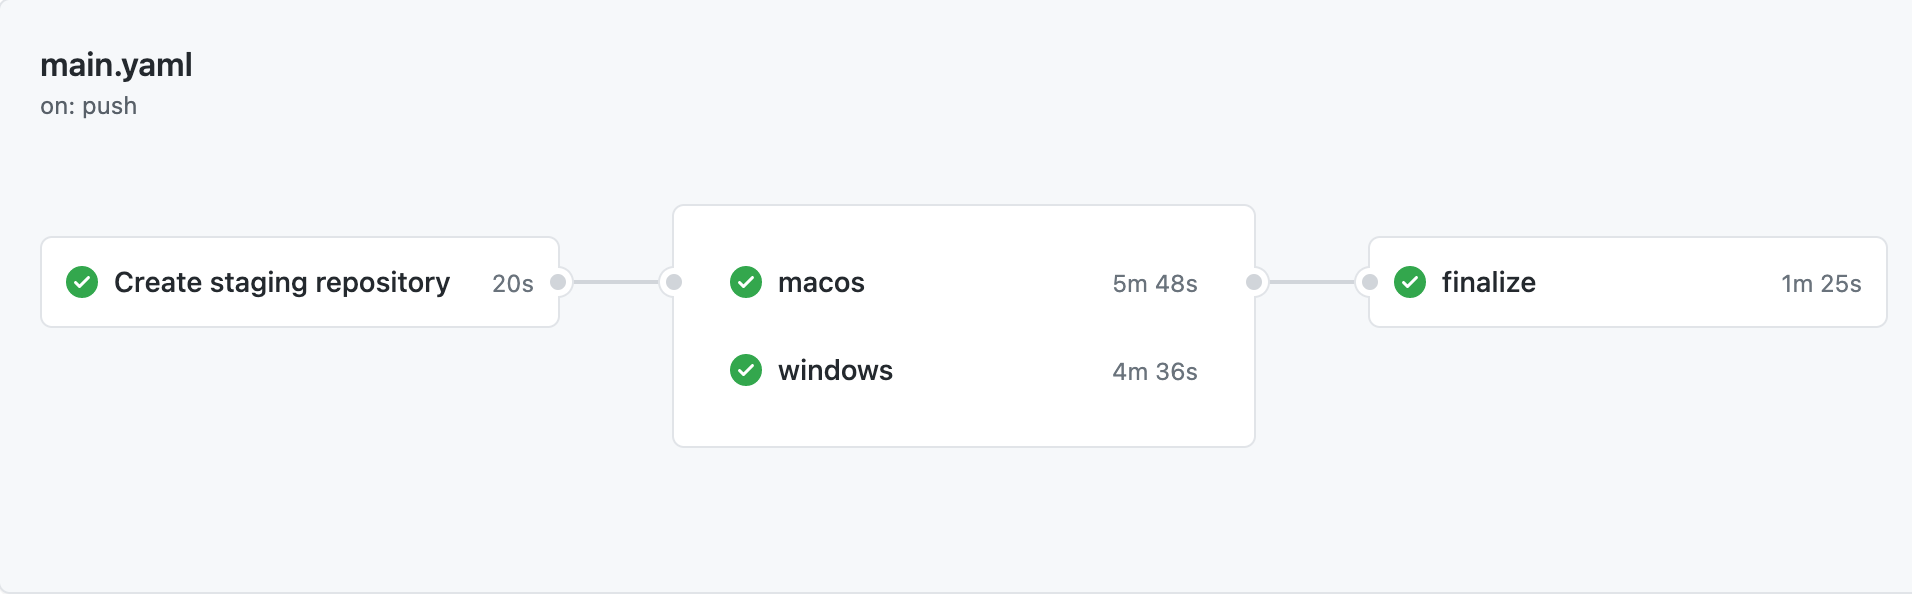 main.yaml
on: push
Create staging repository 20s
macos 5m 48s
windows 4m 36s
finalize 1m 25s